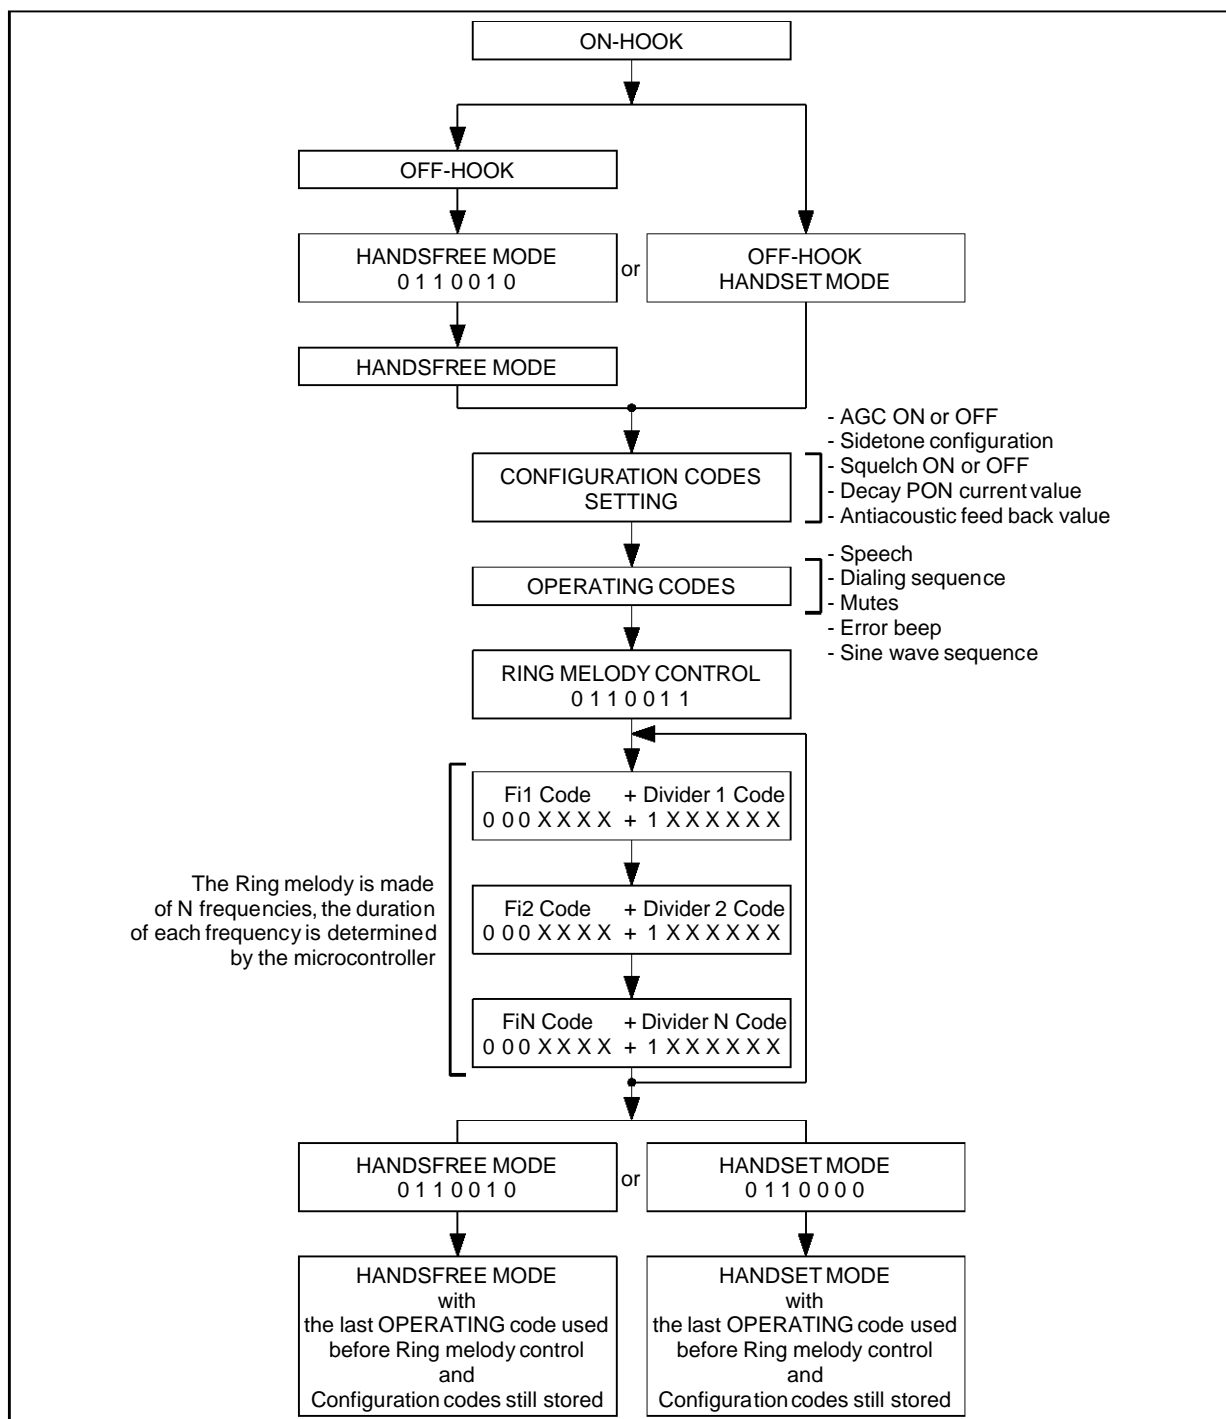 ON-HOOK
OFF-HOOK
HANDSFREE MODE
0 1 1 0 0 1 0
or
OFF-HOOK
HANDSET MODE
HANDSFREE MODE
CONFIGURATION CODES
SETTING
- AGC ON or OFF
- Sidetone configuration
- Squelch ON or OFF
- Decay PON current value
- Antiacoustic feed back value
OPERATING CODES
- Speech
- Dialing sequence
- Mutes
- Error beep
- Sine wave sequence
RING MELODY CONTROL
0 1 1 0 0 1 1
The Ring melody is made
of N frequencies, the duration
of each frequency is determined
by the microcontroller
Fi1 Code + Divider 1 Code
0 0 0 X X X X + 1 X X X X X X
Fi2 Code + Divider 2 Code
0 0 0 X X X X + 1 X X X X X X
FiN Code + Divider N Code
0 0 0 X X X X + 1 X X X X X X
HANDSFREE MODE
0 1 1 0 0 1 0
or
HANDSET MODE
0 1 1 0 0 0 0
HANDSFREE MODE
with
the last OPERATING code used
before Ring melody control
and
Configuration codes still stored
HANDSET MODE
with
the last OPERATING code used
before Ring melody control
and
Configuration codes still stored